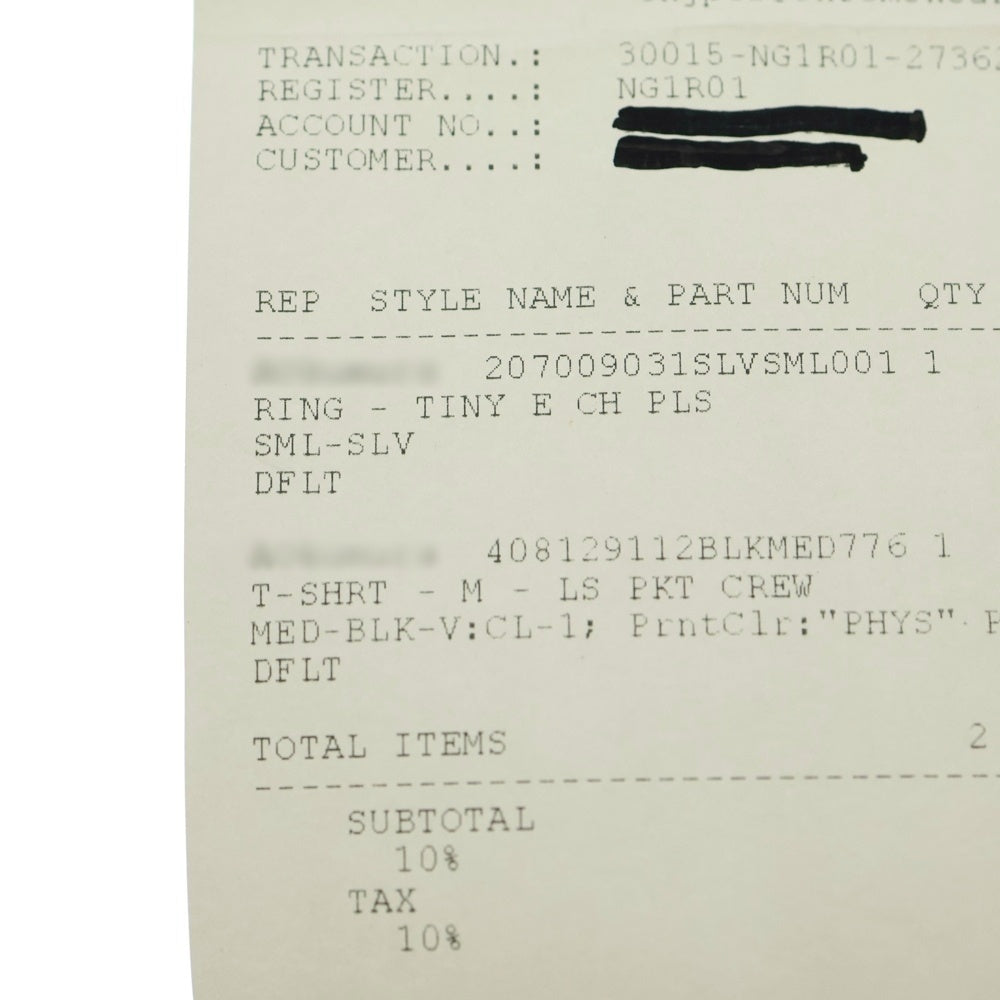 TRANSACTION.: 30015-NG1R01-2736
REGISTER....: NG1R01
ACCOUNT NO..:
CUSTOMER....:
REP STYLE NAME & PART NUM QTY
207009031SLVSML001 1
RING - TINY E CH PLS
SML-SLV
DFLT
408129112BLKMED776 1
T-SHRT - M - LS PKT CREW
MED-BLK-V:CL-1; PrntClr:"PHYS"
DFLT
TOTAL ITEMS 2
SUBTOTAL
10%
TAX
10%